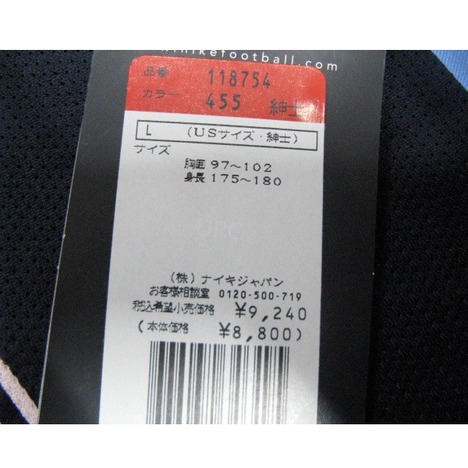 nikefootball.com
品番 118754
カラー 455 紳士
L (USサイズ・紳士)
サイズ
胸囲 97～102
身長 175～180
(株) ナイキジャパン
お客様相談室 0120-500-719
税込希望小売価格 ¥9,240
(本体価格 ¥8,800)